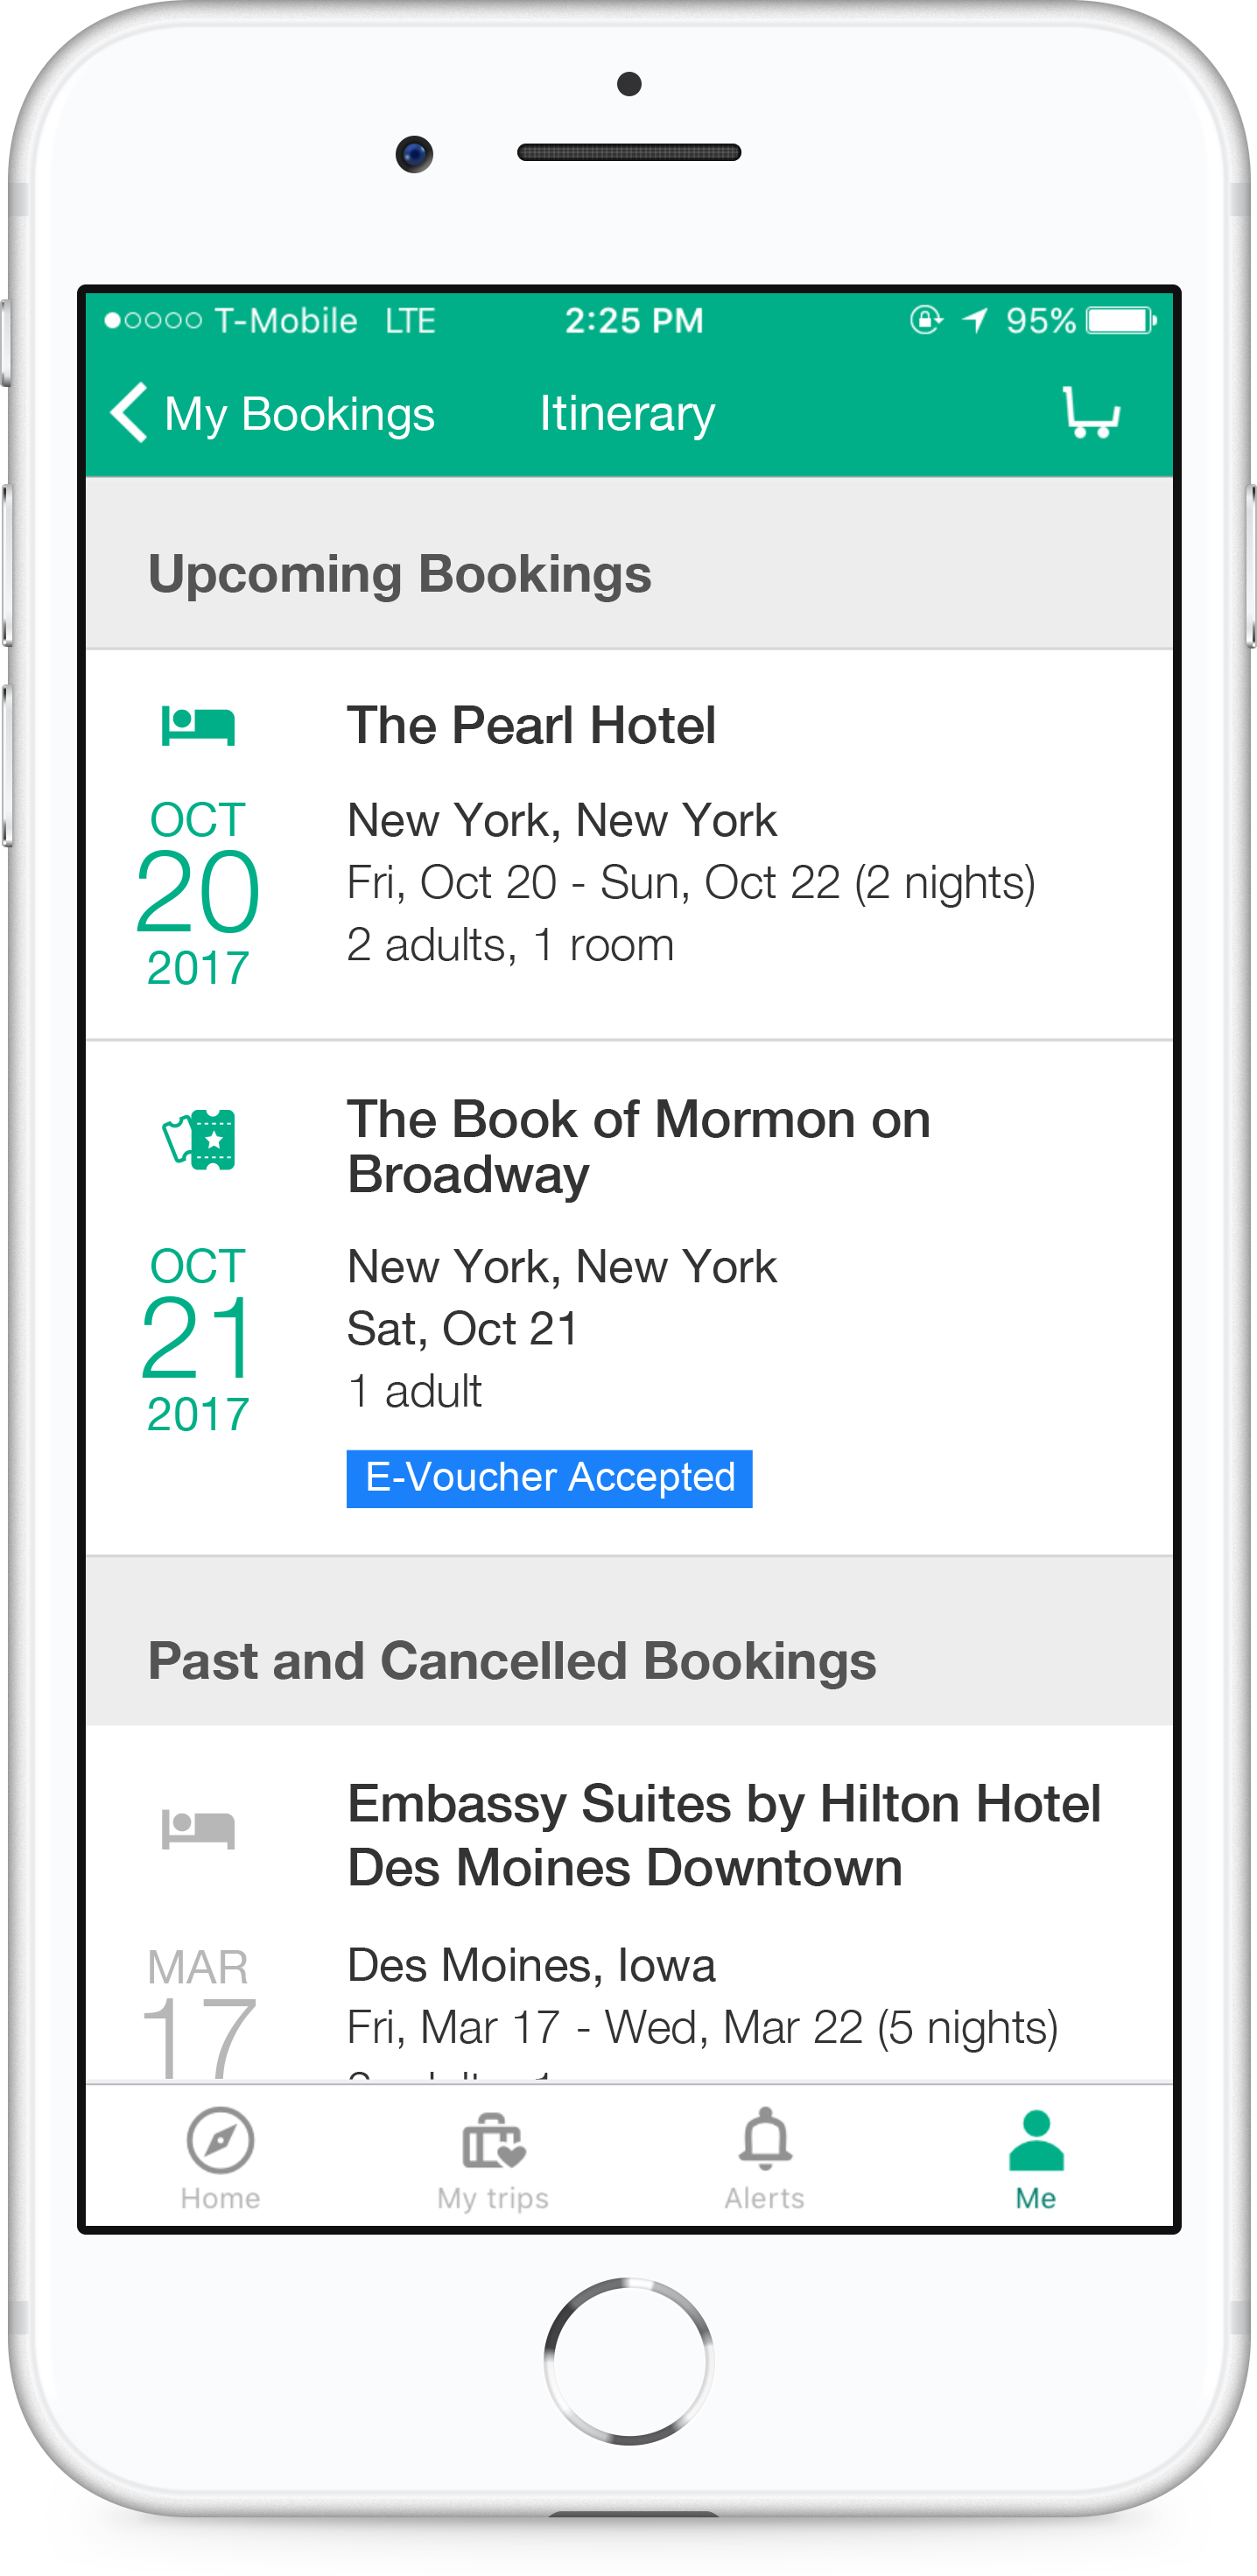 T-Mobile LTE 2:25 PM 95%
My Bookings Itinerary
Upcoming Bookings
The Pearl Hotel
OCT
20
2017
New York, New York
Fri, Oct 20 - Sun, Oct 22 (2 nights)
2 adults, 1 room
The Book of Mormon on
Broadway
OCT
21
2017
New York, New York
Sat, Oct 21
1 adult
E-Voucher Accepted
Past and Cancelled Bookings
Embassy Suites by Hilton Hotel
Des Moines Downtown
MAR
17
Des Moines, Iowa
Fri, Mar 17 - Wed, Mar 22 (5 nights)
Home My trips Alerts Me